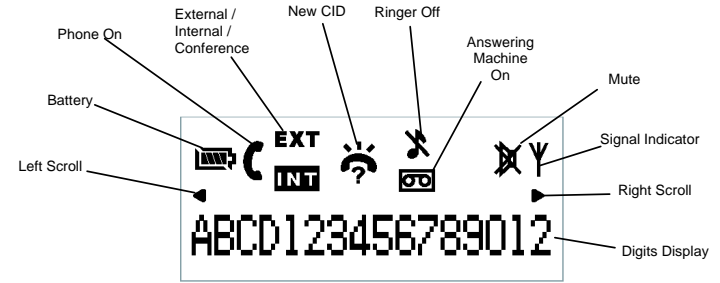 External /
Internal /
Conference
New CID
Ringer Off
Phone On
Answering
Machine
On
Battery
Mute
EXT
Signal Indicator
INT
?
Left Scroll
Right Scroll
ABCD123456789012
Digits Display